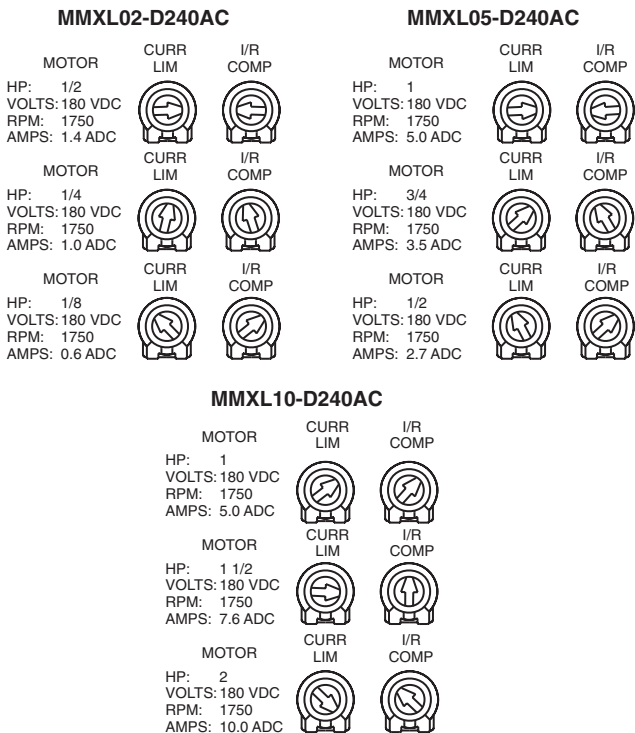 MMXL02-D240AC
MOTOR
CURR
LIM
I/R
COMP
HP: 1/2
VOLTS: 180 VDC
RPM: 1750
AMPS: 1.4 ADC
MOTOR
CURR
LIM
I/R
COMP
HP: 1/4
VOLTS: 180 VDC
RPM: 1750
AMPS: 1.0 ADC
MOTOR
CURR
LIM
I/R
COMP
HP: 1/8
VOLTS: 180 VDC
RPM: 1750
AMPS: 0.6 ADC
MMXL05-D240AC
MOTOR
CURR
LIM
I/R
COMP
HP: 1
VOLTS: 180 VDC
RPM: 1750
AMPS: 5.0 ADC
MOTOR
CURR
LIM
I/R
COMP
HP: 3/4
VOLTS: 180 VDC
RPM: 1750
AMPS: 3.5 ADC
MOTOR
CURR
LIM
I/R
COMP
HP: 1/2
VOLTS: 180 VDC
RPM: 1750
AMPS: 2.7 ADC
MMXL10-D240AC
MOTOR
CURR
LIM
I/R
COMP
HP: 1
VOLTS: 180 VDC
RPM: 1750
AMPS: 5.0 ADC
MOTOR
CURR
LIM
I/R
COMP
HP: 1 1/2
VOLTS: 180 VDC
RPM: 1750
AMPS: 7.6 ADC
MOTOR
CURR
LIM
I/R
COMP
HP: 2
VOLTS: 180 VDC
RPM: 1750
AMPS: 10.0 ADC